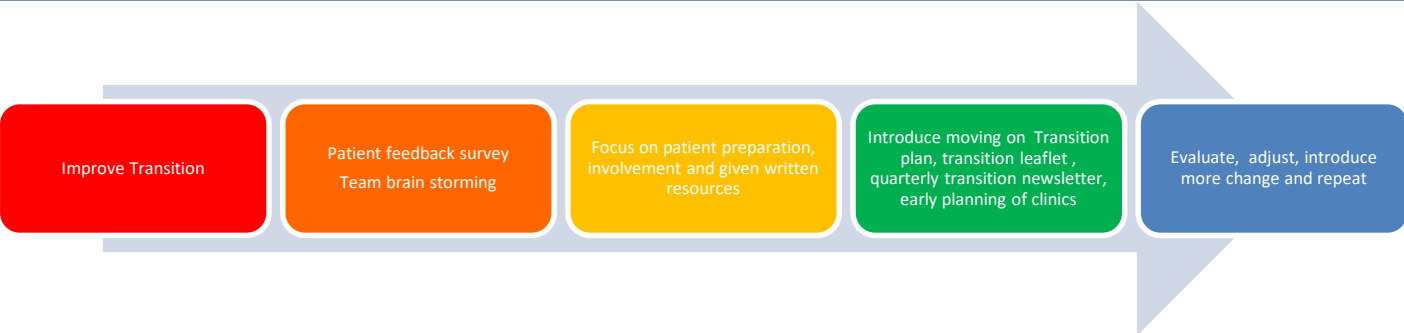 Improve Transition
Patient feedback survey
Team brain storming
Focus on patient preparation,
involvement and given written
resources
Introduce moving on  Transition
plan, transition leaflet ,
quarterly transition newsletter,
early planning of clinics
Evaluate,  adjust, introduce
more change and repeat